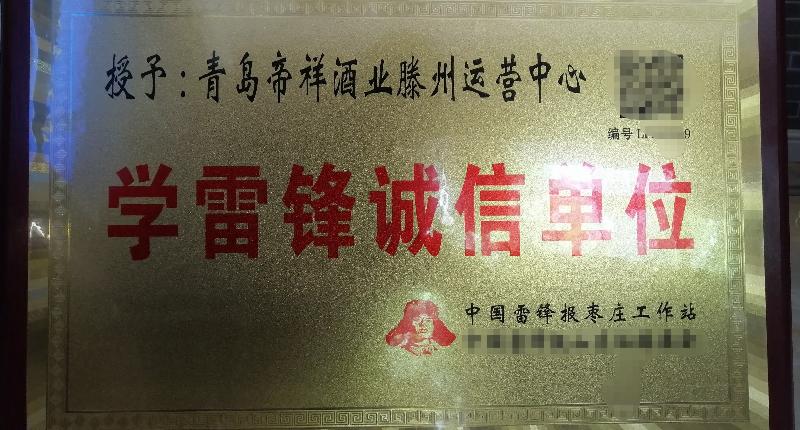 授予：青岛帝祥酒业滕州运营中心
编号
学雷锋诚信单位
中国雷锋报枣庄工作站